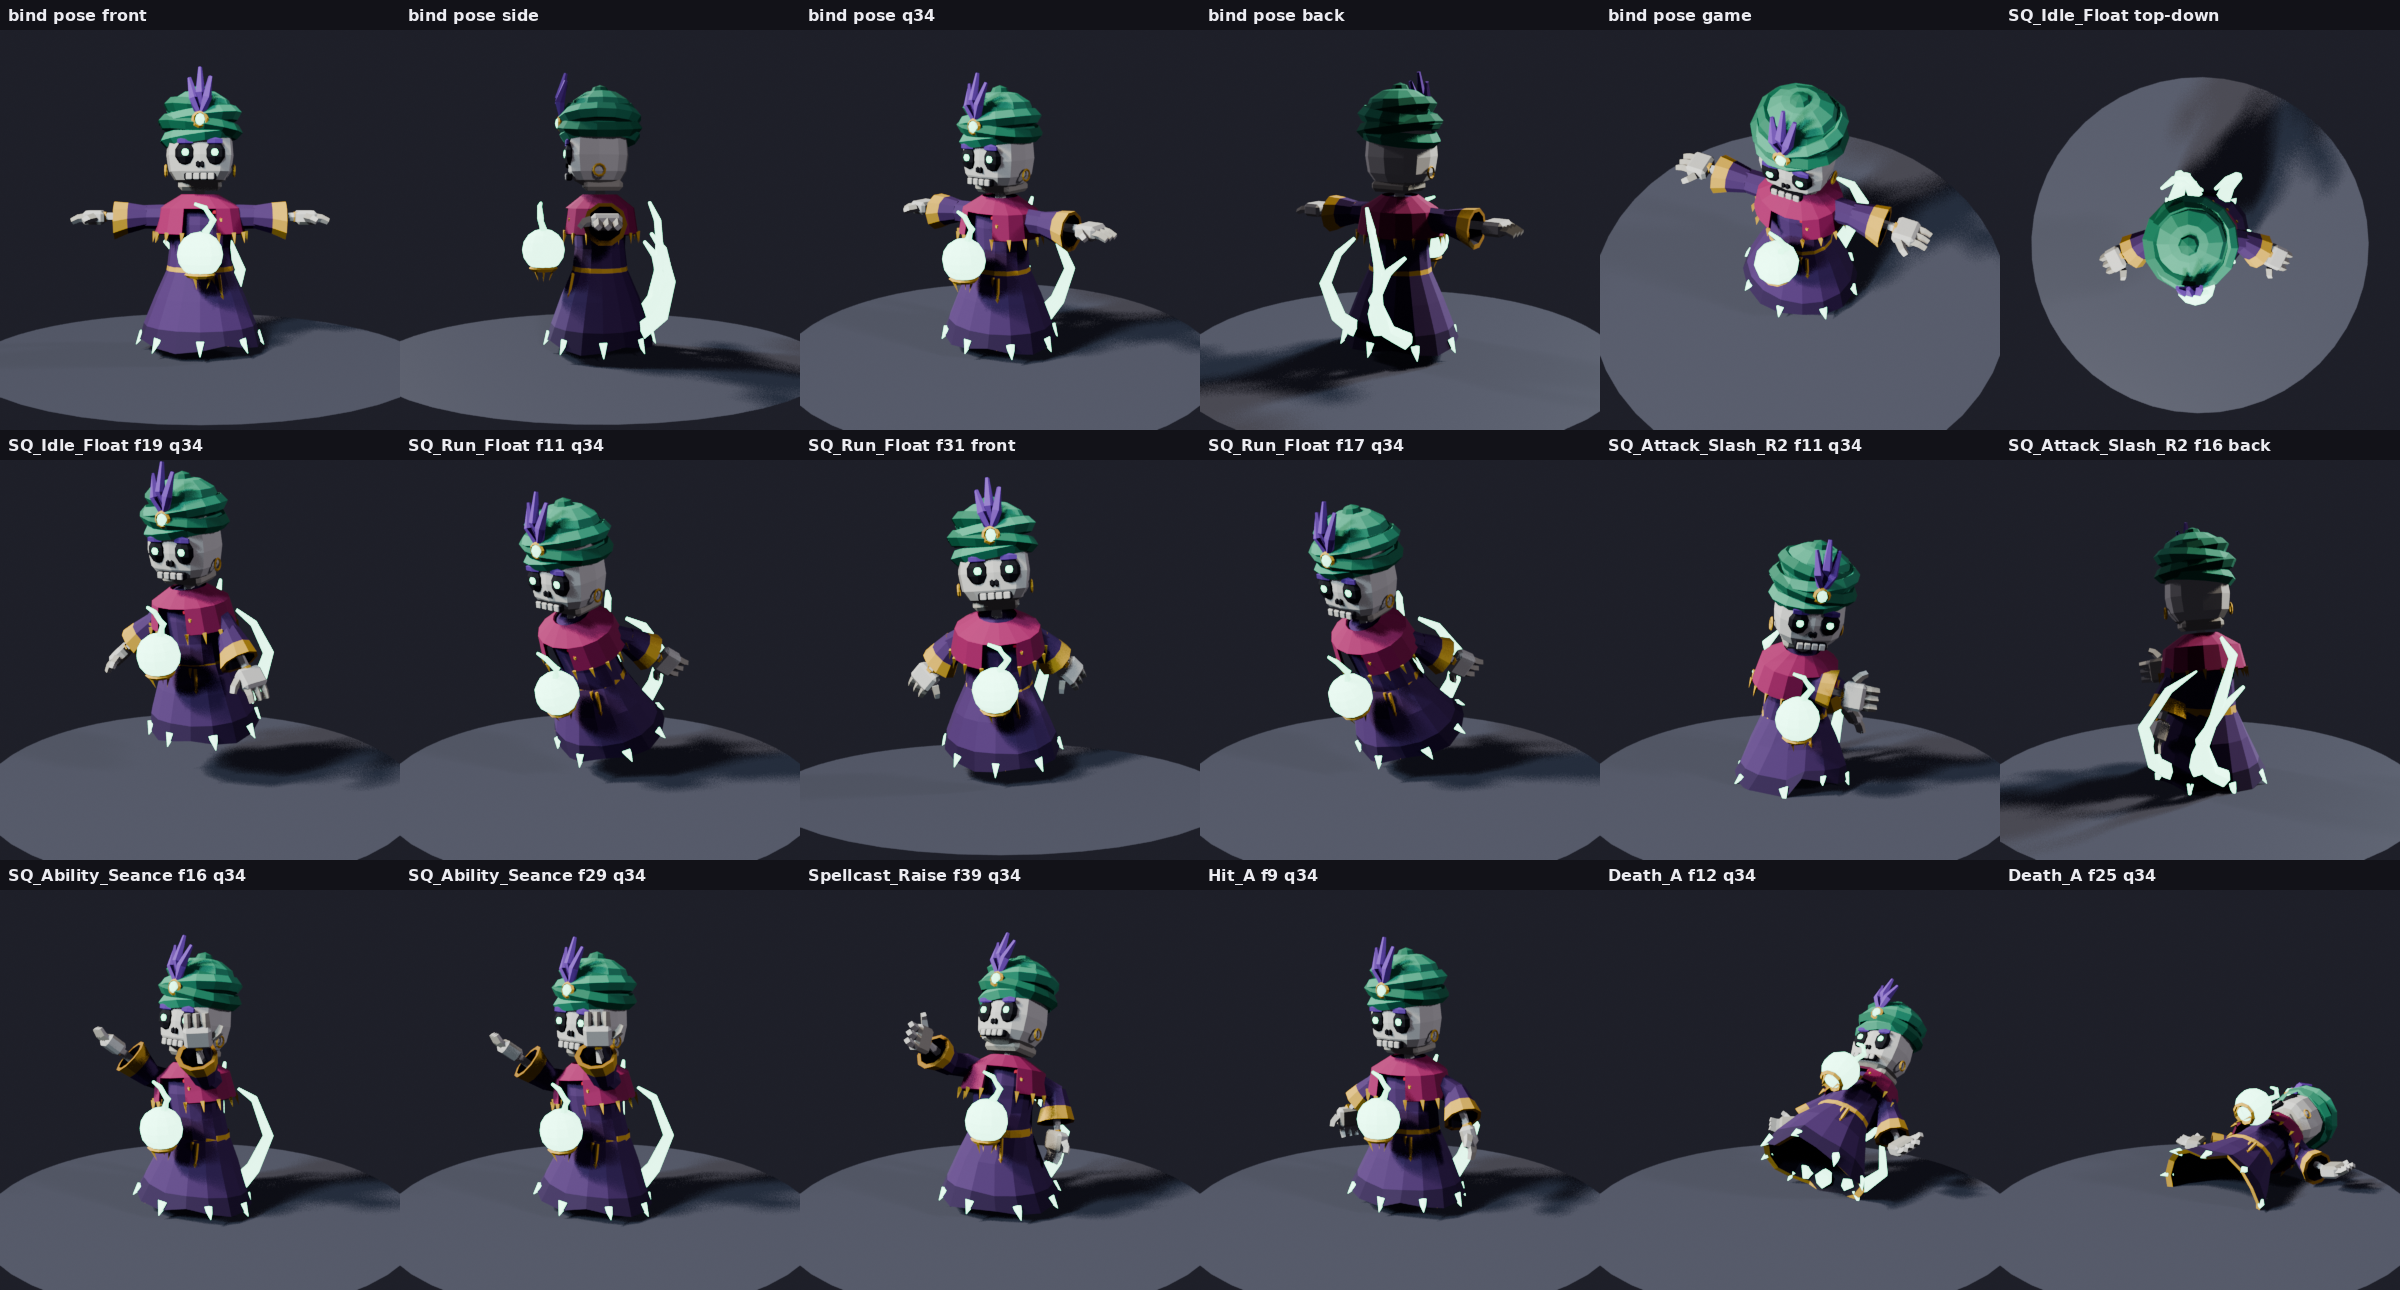 bind pose front
bind pose side
bind pose q34
bind pose back
bind pose game
SQ_Idle_Float top-down
SQ_Idle_Float f19 q34
SQ_Run_Float f11 q34
SQ_Run_Float f31 front
SQ_Run_Float f17 q34
SQ_Attack_Slash_R2 f11 q34
SQ_Attack_Slash_R2 f16 back
SQ_Ability_Seance f16 q34
SQ_Ability_Seance f29 q34
Spellcast_Raise f39 q34
Hit_A f9 q34
Death_A f12 q34
Death_A f25 q34